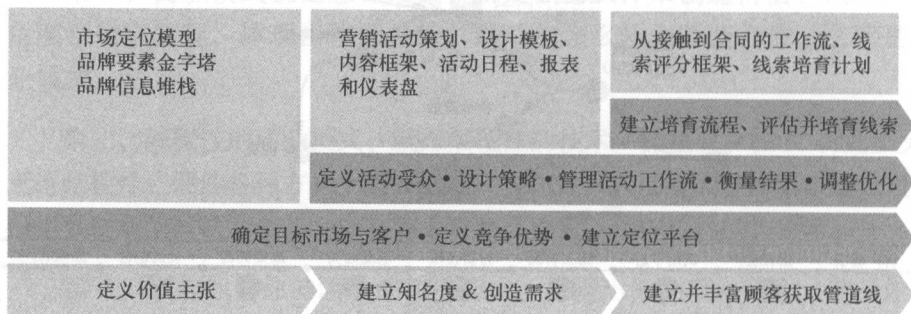 市场定位模型
品牌要素金字塔
品牌信息堆栈
营销活动策划、设计模板、
内容框架、活动日程、报表
和仪表盘
从接触到合同的工作流、线
索评分框架、线索培育计划
建立培育流程、评估并培育线索
定义活动受众 • 设计策略 • 管理活动工作流 • 衡量结果 • 调整优化
确定目标市场与客户 • 定义竞争优势 • 建立定位平台
定义价值主张
建立知名度 & 创造需求
建立并丰富顾客获取管道线